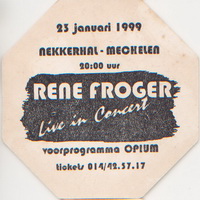 23 januari 1999
NEKKERHAL - MECHELEN
20:00 uur
RENE FROGER
Live in Concert
voorprogramma OPIUM
tickets 014/42.57.17